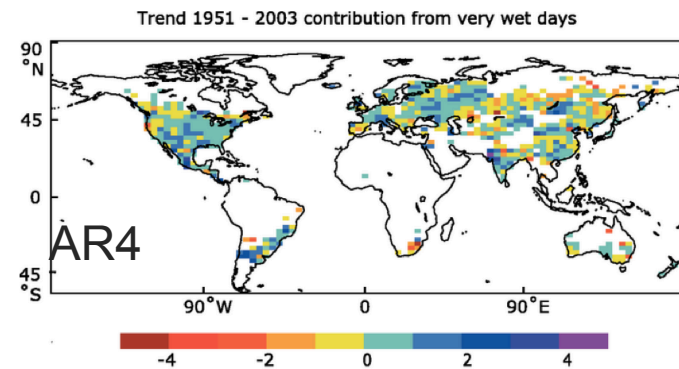 Trend 1951 - 2003 contribution from very wet days
90
°N
45
0
AR4
45
°S
90°W 0 90°E
-4 -2 0 2 4